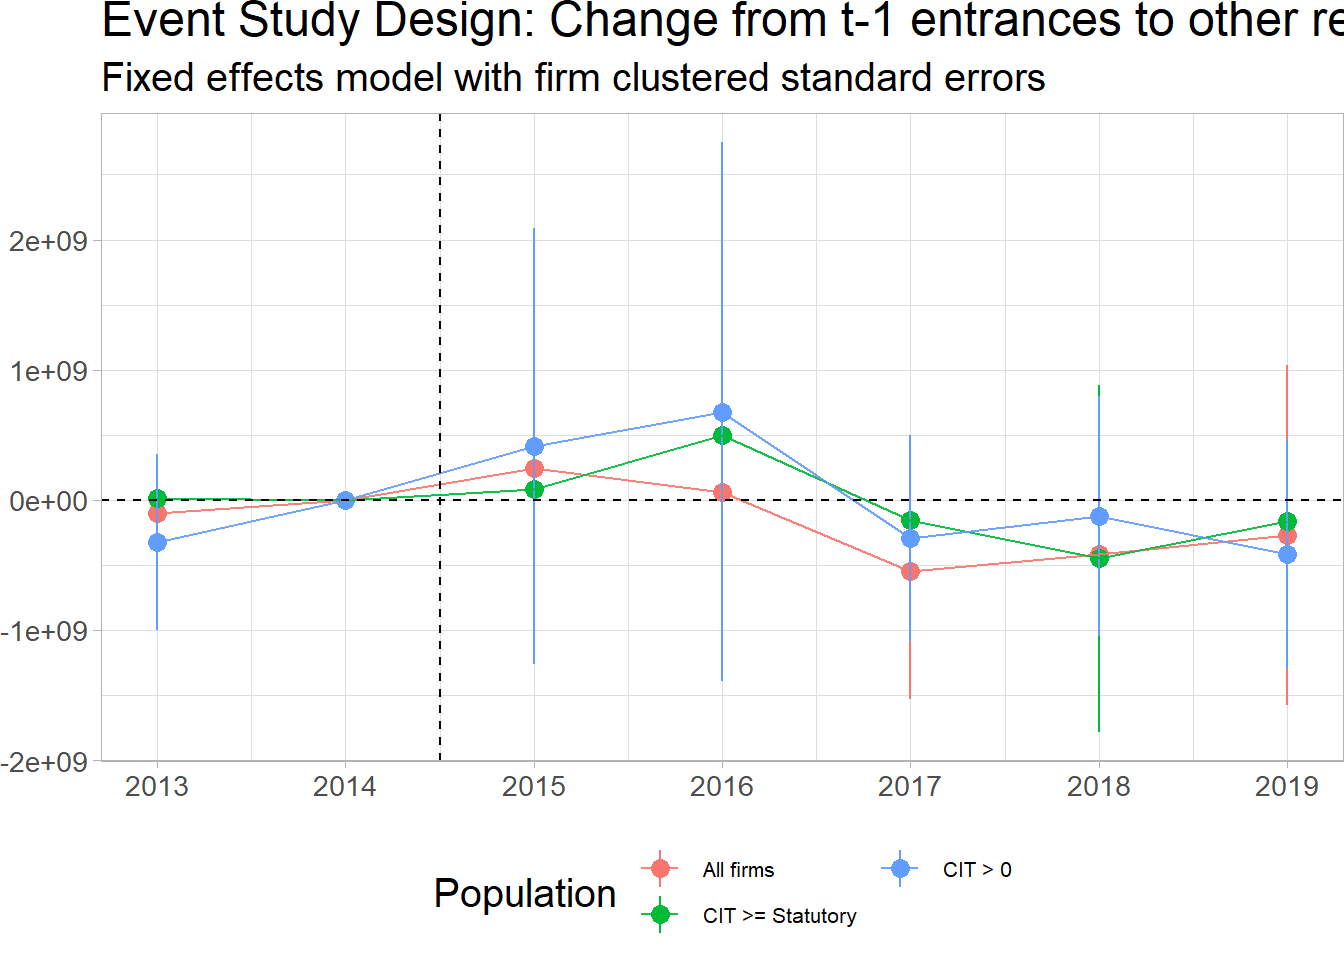 Event Study Design: Change from t-1 entrances to other re
Fixed effects model with firm clustered standard errors
2e+09
1e+09
0e+00
-1e+09
-2e+09
2013 2014 2015 2016 2017 2018 2019
Population
All firms
CIT >= Statutory
CIT > 0